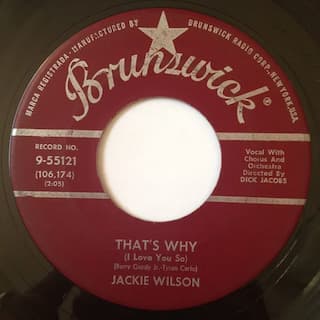 MARCA REGISTRADA · MANUFACTURED BY BRUNSWICK RADIO CORP. NEW YORK, USA
Brunswick ®
RECORD NO.
9-55121
(106,174)
(2:05)
Vocal With
Chorus And
Orchestra
Directed By
DICK JACOBS
THAT'S WHY
(I Love You So)
(Berry Gordy Jr.-Tyran Carlo)
JACKIE WILSON